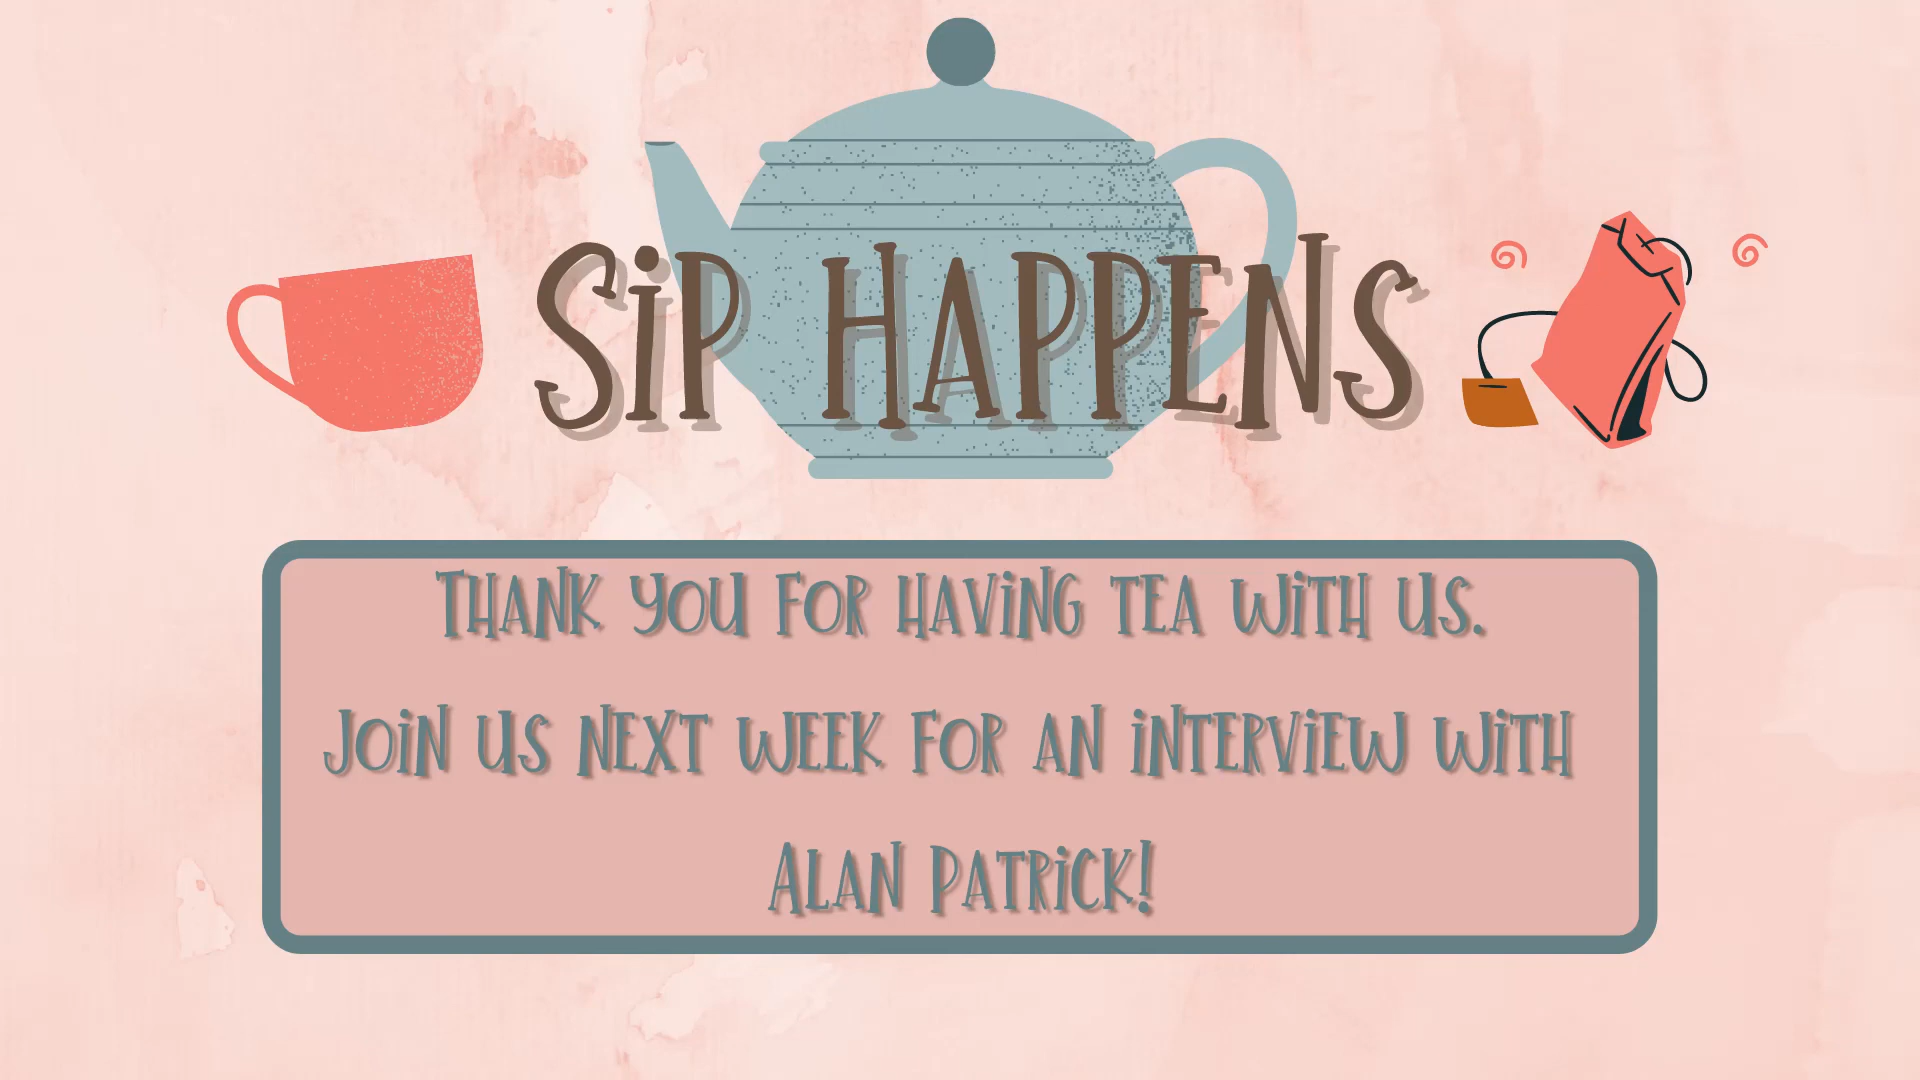 SiP HAPPENS
THANK YOU FOR HAViNG TEA WiTH US.
JOiN US NEXT WEEK FOR AN iNTERViEW WiTH
ALAN PATRiCK!